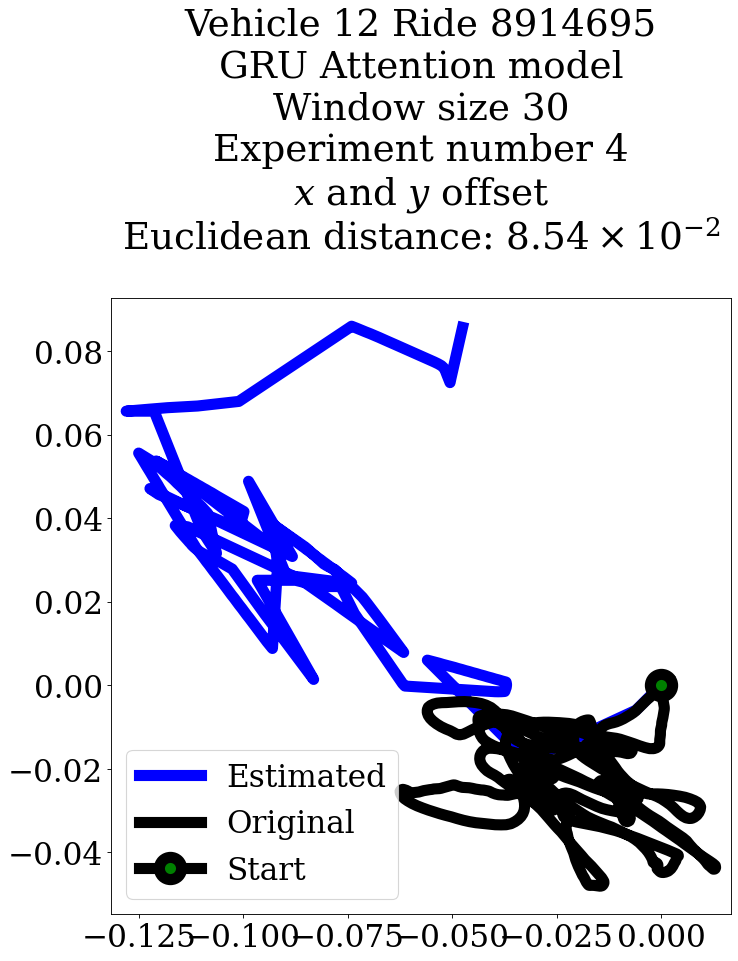 Vehicle 12 Ride 8914695
GRU Attention model
Window size 30
Experiment number 4
x and y offset
Euclidean distance: 8.54 × 10⁻²
0.08
0.06
0.04
0.02
0.00
−0.02
−0.04
Estimated
Original
Start
−0.125 −0.100 −0.075 −0.050 −0.025 0.000